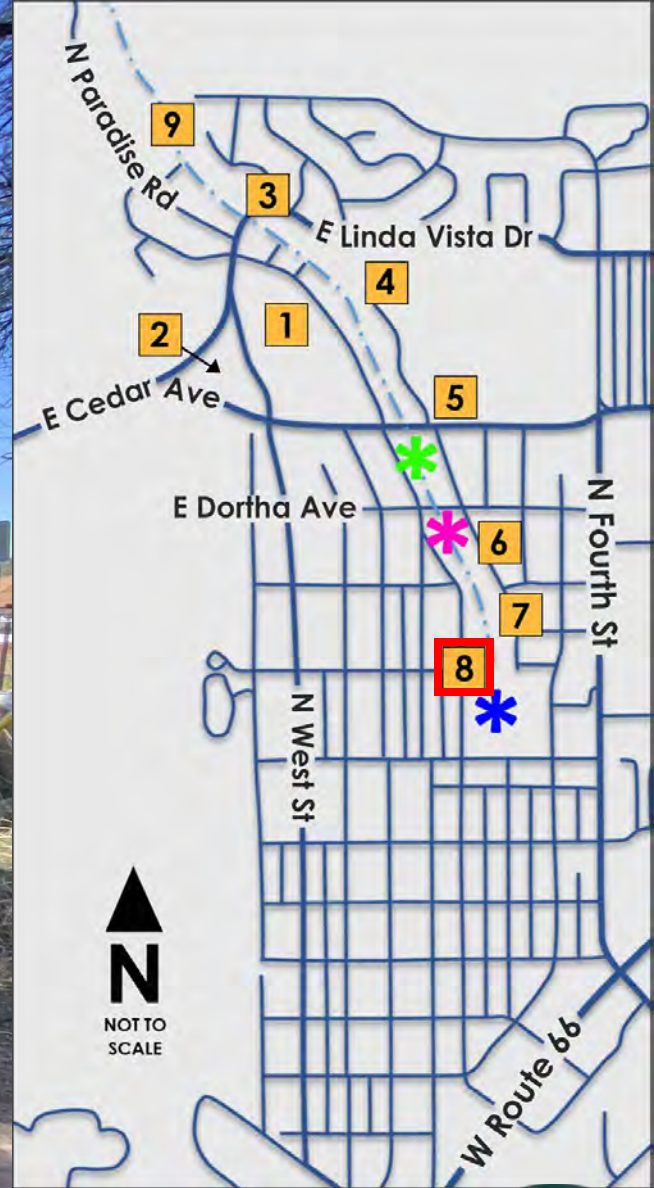 N Paradise Rd
9
3
E Linda Vista Dr
4
1
2
E Cedar Ave
5
E Dortha Ave
N Fourth St
6
7
8
N West St
N
NOT TO
SCALE
W Route 66